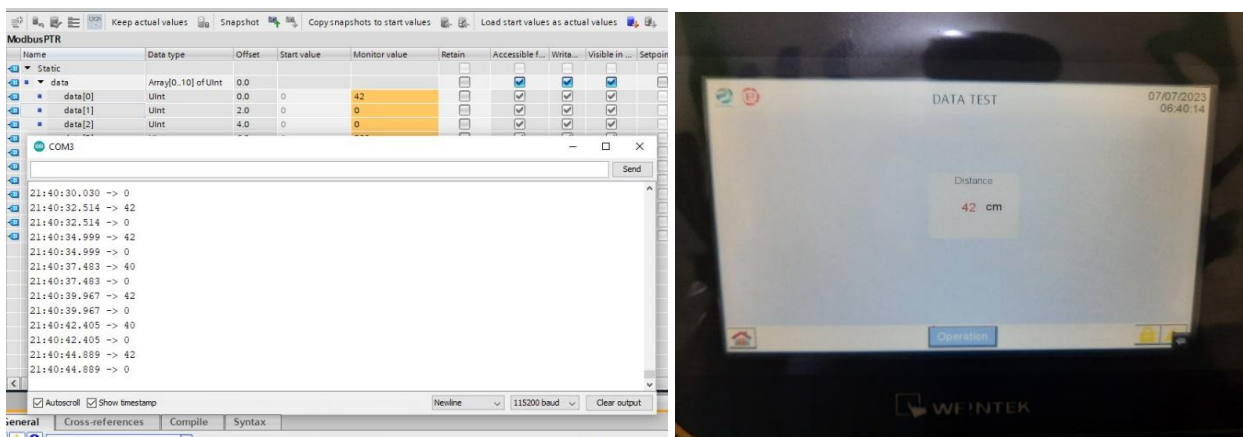 Keep actual values Snapshot Copy snapshots to start values Load start values as actual values
ModbusPTR
Name Data type Offset Start value Monitor value Retain Accessible f... Writa... Visible in ... Setpoin
Static
data Array[0..10] of UInt 0.0
data[0] UInt 0.0 0 42
data[1] UInt 2.0 0 0
data[2] UInt 4.0 0 0
COM3
Send
21:40:30.030 -> 0
21:40:32.514 -> 42
21:40:32.514 -> 0
21:40:34.999 -> 42
21:40:34.999 -> 0
21:40:37.483 -> 40
21:40:37.483 -> 0
21:40:39.967 -> 42
21:40:39.967 -> 0
21:40:42.405 -> 40
21:40:42.405 -> 0
21:40:44.889 -> 42
21:40:44.889 -> 0
Autoscroll Show timestamp Newline 115200 baud Clear output
General Cross-references Compile Syntax
DATA TEST
07/07/2023
06:40:14
Distance
42 cm
Operation
WEINTEK